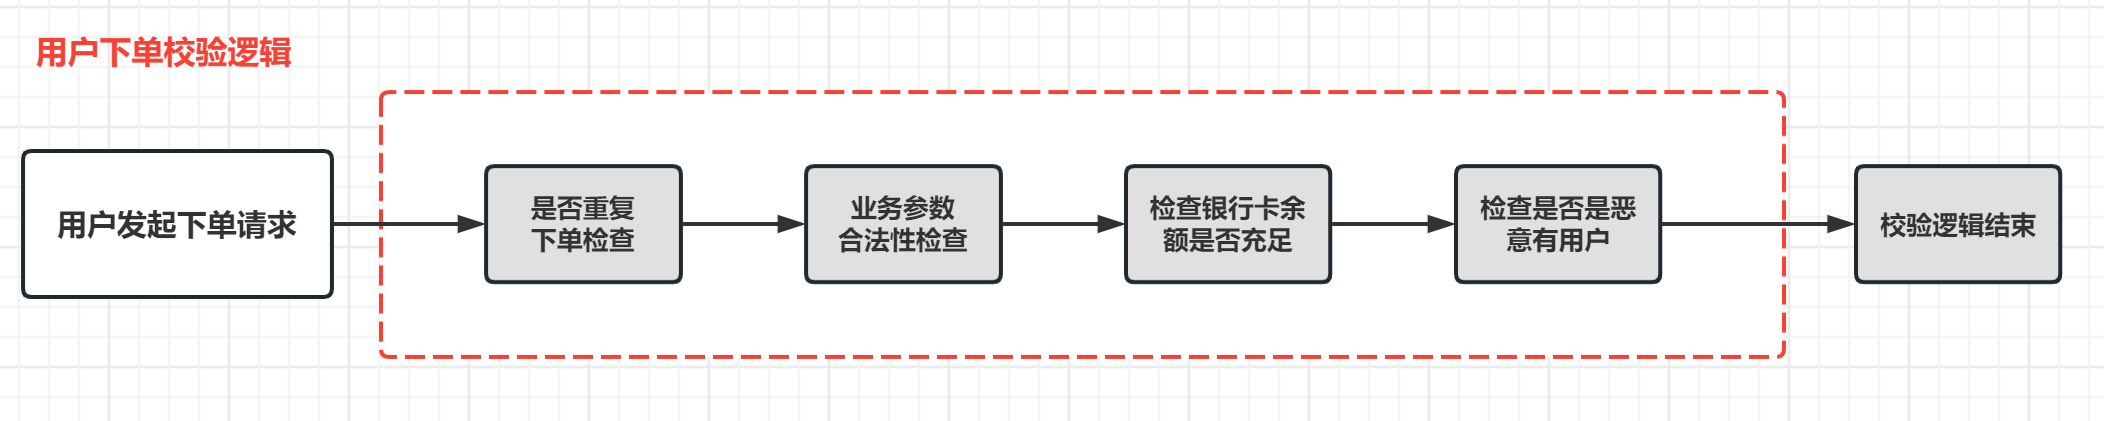 用户下单校验逻辑
用户发起下单请求
是否重复
下单检查
业务参数
合法性检查
检查银行卡余
额是否充足
检查是否是恶
意有用户
校验逻辑结束